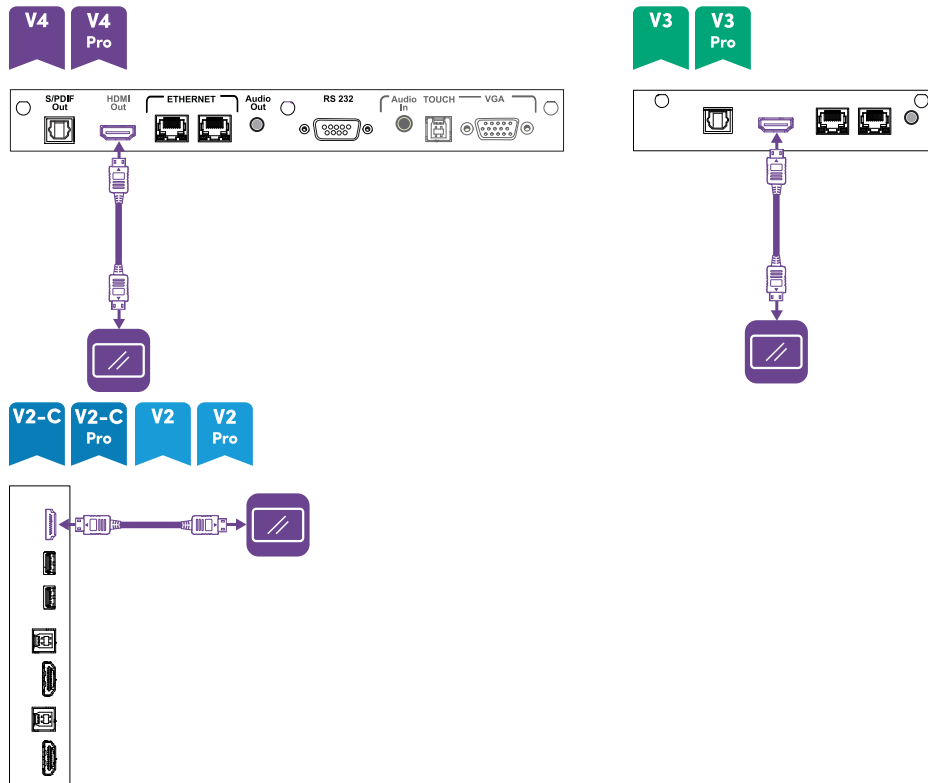 V4
V4
Pro
V3
V3
Pro
S/PDIF
Out
HDMI
Out
ETHERNET
Audio
Out
RS 232
Audio
In
TOUCH
VGA
V2-C
V2-C
Pro
V2
V2
Pro